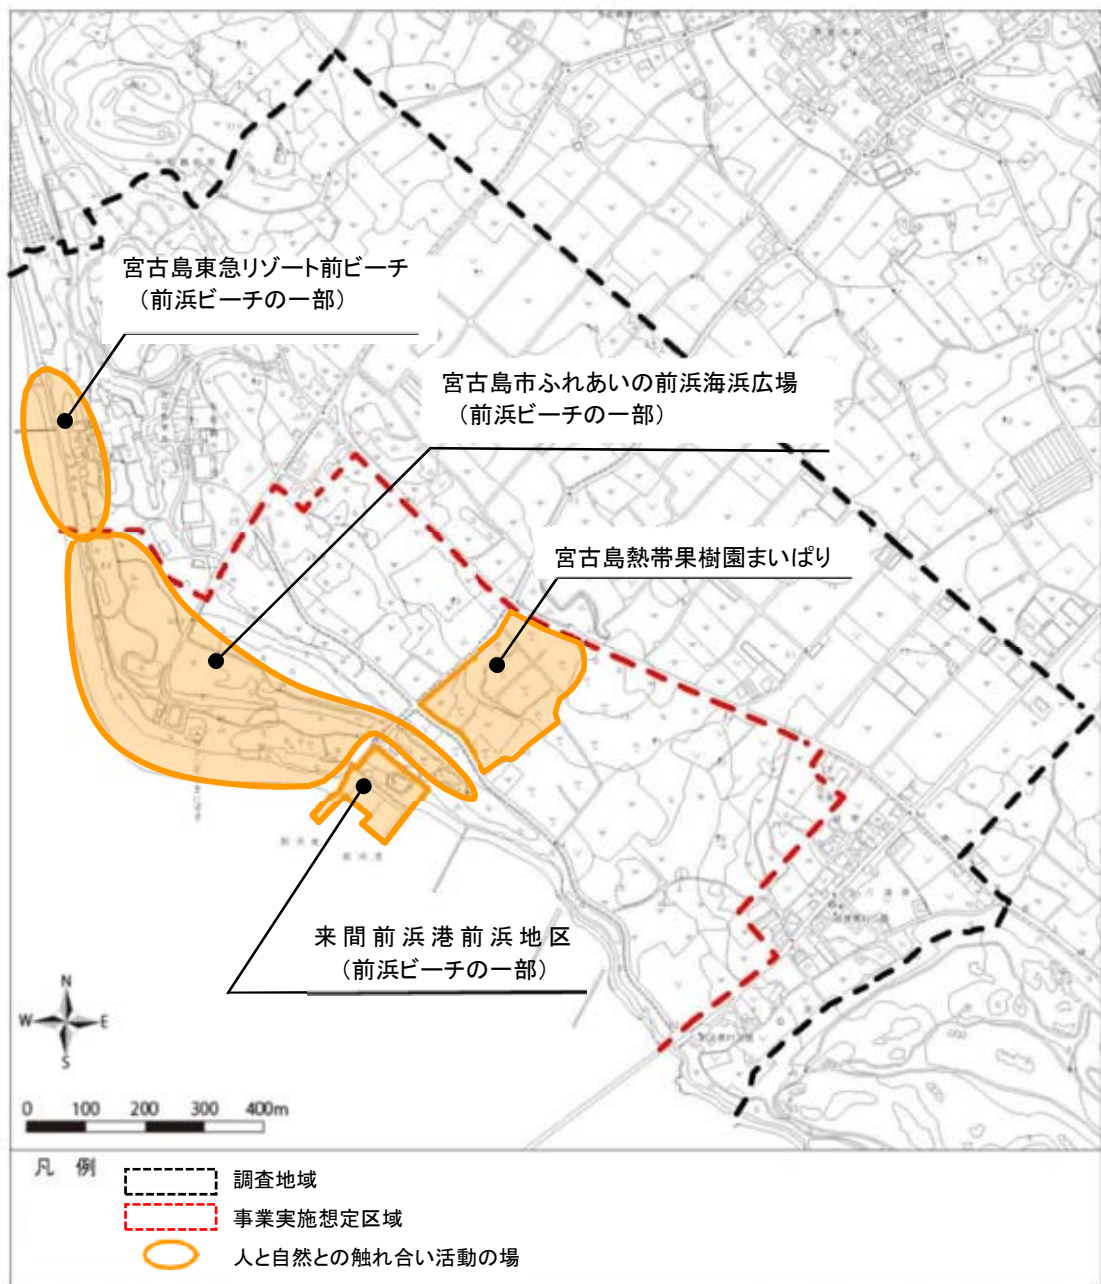 宮古島東急リゾート前ビーチ
（前浜ビーチの一部）
宮古島市ふれあいの前浜海浜広場
（前浜ビーチの一部）
宮古島熱帯果樹園まいぱり
来間前浜港前浜地区
（前浜ビーチの一部）
N
W E
S
0 100 200 300 400m
凡 例
調査地域
事業実施想定区域
人と自然との触れ合い活動の場